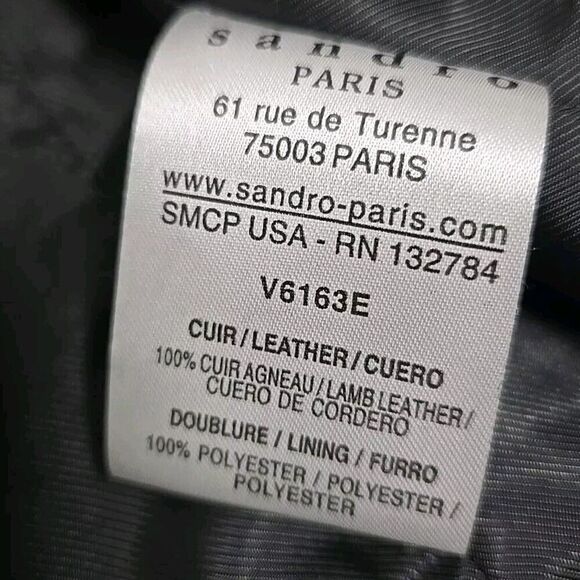 sandro
PARIS
61 rue de Turenne
75003 PARIS
www.sandro-paris.com
SMCP USA - RN 132784
V6163E
CUIR/LEATHER/CUERO
100% CUIR AGNEAU/LAMB LEATHER/
CUERO DE CORDERO
DOUBLURE / LINING / FURRO
100% POLYESTER / POLYESTER /
POLYESTER